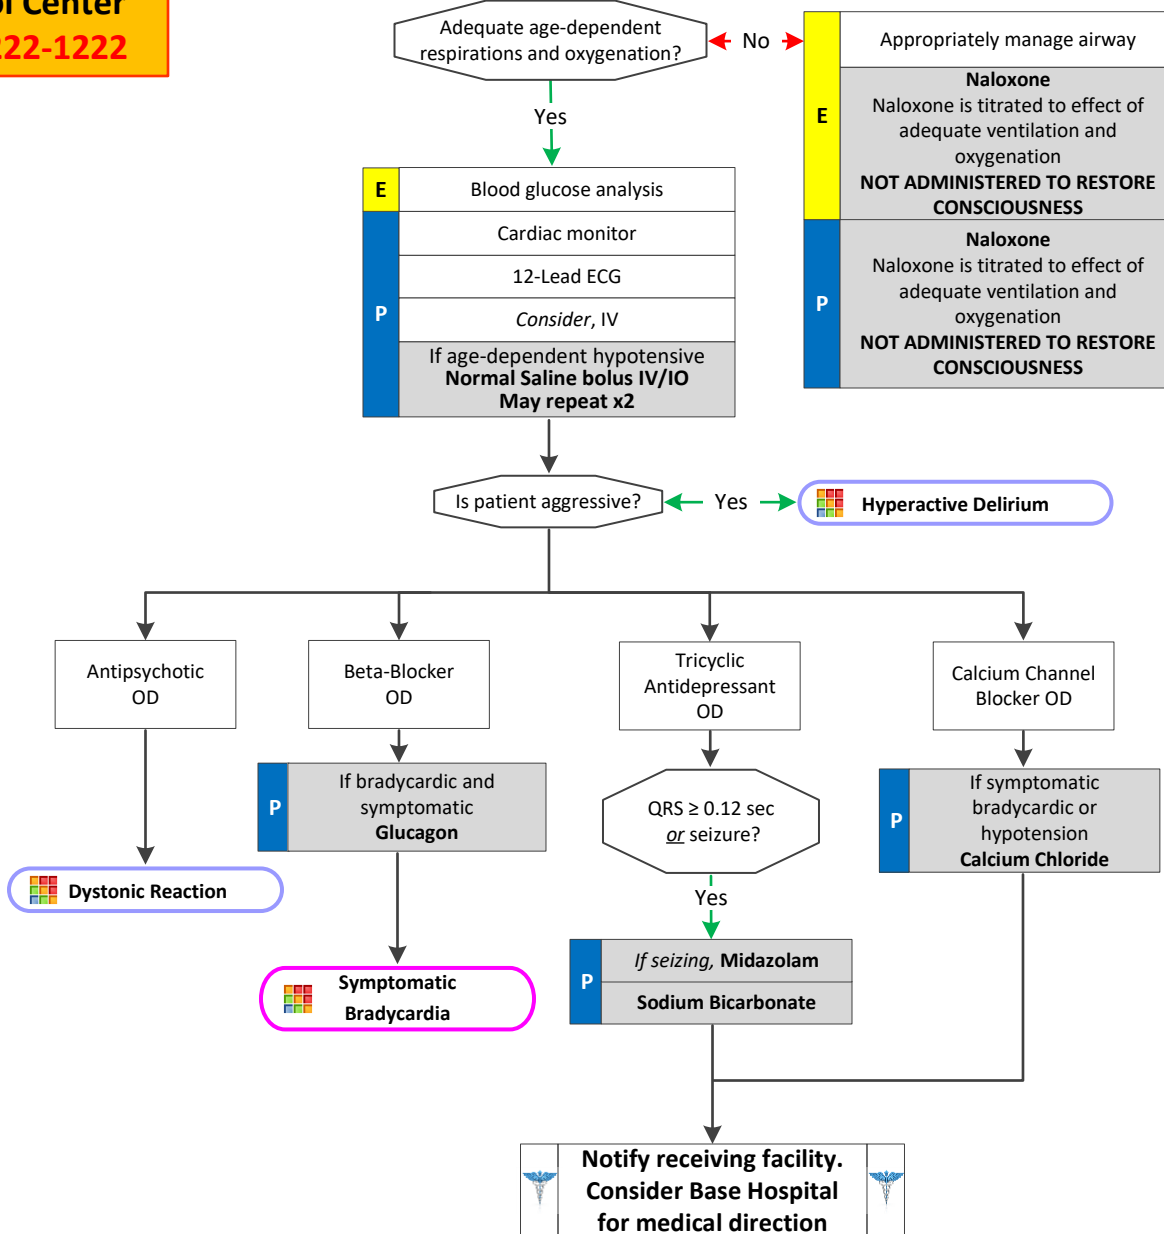 Center
222-1222
Adequate age-dependent
respirations and oxygenation?
No
Appropriately manage airway
E
Naloxone
Naloxone is titrated to effect of
adequate ventilation and
oxygenation
NOT ADMINISTERED TO RESTORE
CONSCIOUSNESS
P
Naloxone
Naloxone is titrated to effect of
adequate ventilation and
oxygenation
NOT ADMINISTERED TO RESTORE
CONSCIOUSNESS
Yes
E
Blood glucose analysis
P
Cardiac monitor
12-Lead ECG
Consider, IV
If age-dependent hypotensive
Normal Saline bolus IV/IO
May repeat x2
Is patient aggressive?
Yes
Hyperactive Delirium
Antipsychotic
OD
Dystonic Reaction
Beta-Blocker
OD
P
If bradycardic and
symptomatic
Glucagon
Symptomatic
Bradycardia
Tricyclic
Antidepressant
OD
QRS ≥ 0.12 sec
or seizure?
Yes
P
If seizing, Midazolam
Sodium Bicarbonate
Calcium Channel
Blocker OD
P
If symptomatic
bradycardic or
hypotension
Calcium Chloride
Notify receiving facility.
Consider Base Hospital
for medical direction